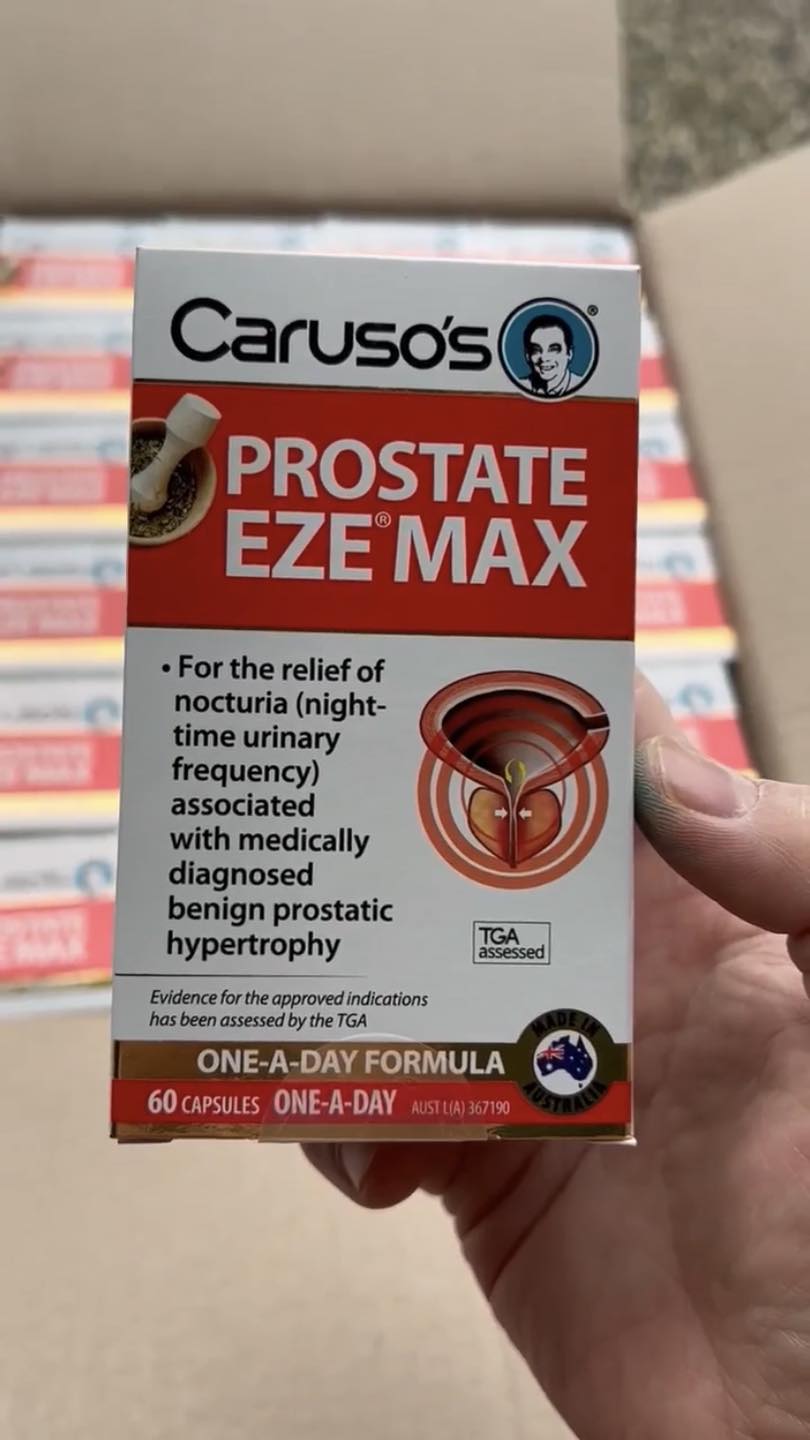 Caruso's
®
PROSTATE
EZE® MAX
• For the relief of
nocturia (night-
time urinary
frequency)
associated
with medically
diagnosed
benign prostatic
hypertrophy
TGA
assessed
Evidence for the approved indications
has been assessed by the TGA
ONE-A-DAY FORMULA
MADE IN
AUSTRALIA
60 CAPSULES ONE-A-DAY AUST L(A) 367190